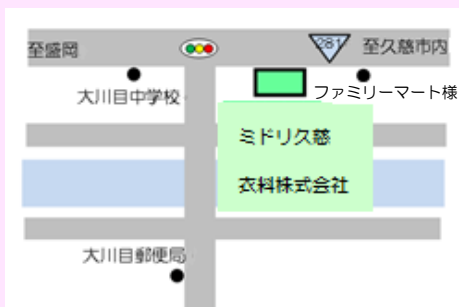 至盛岡
281
至久慈市内
大川目中学校
ファミリーマート様
ミドリ久慈
衣料株式会社
大川目郵便局